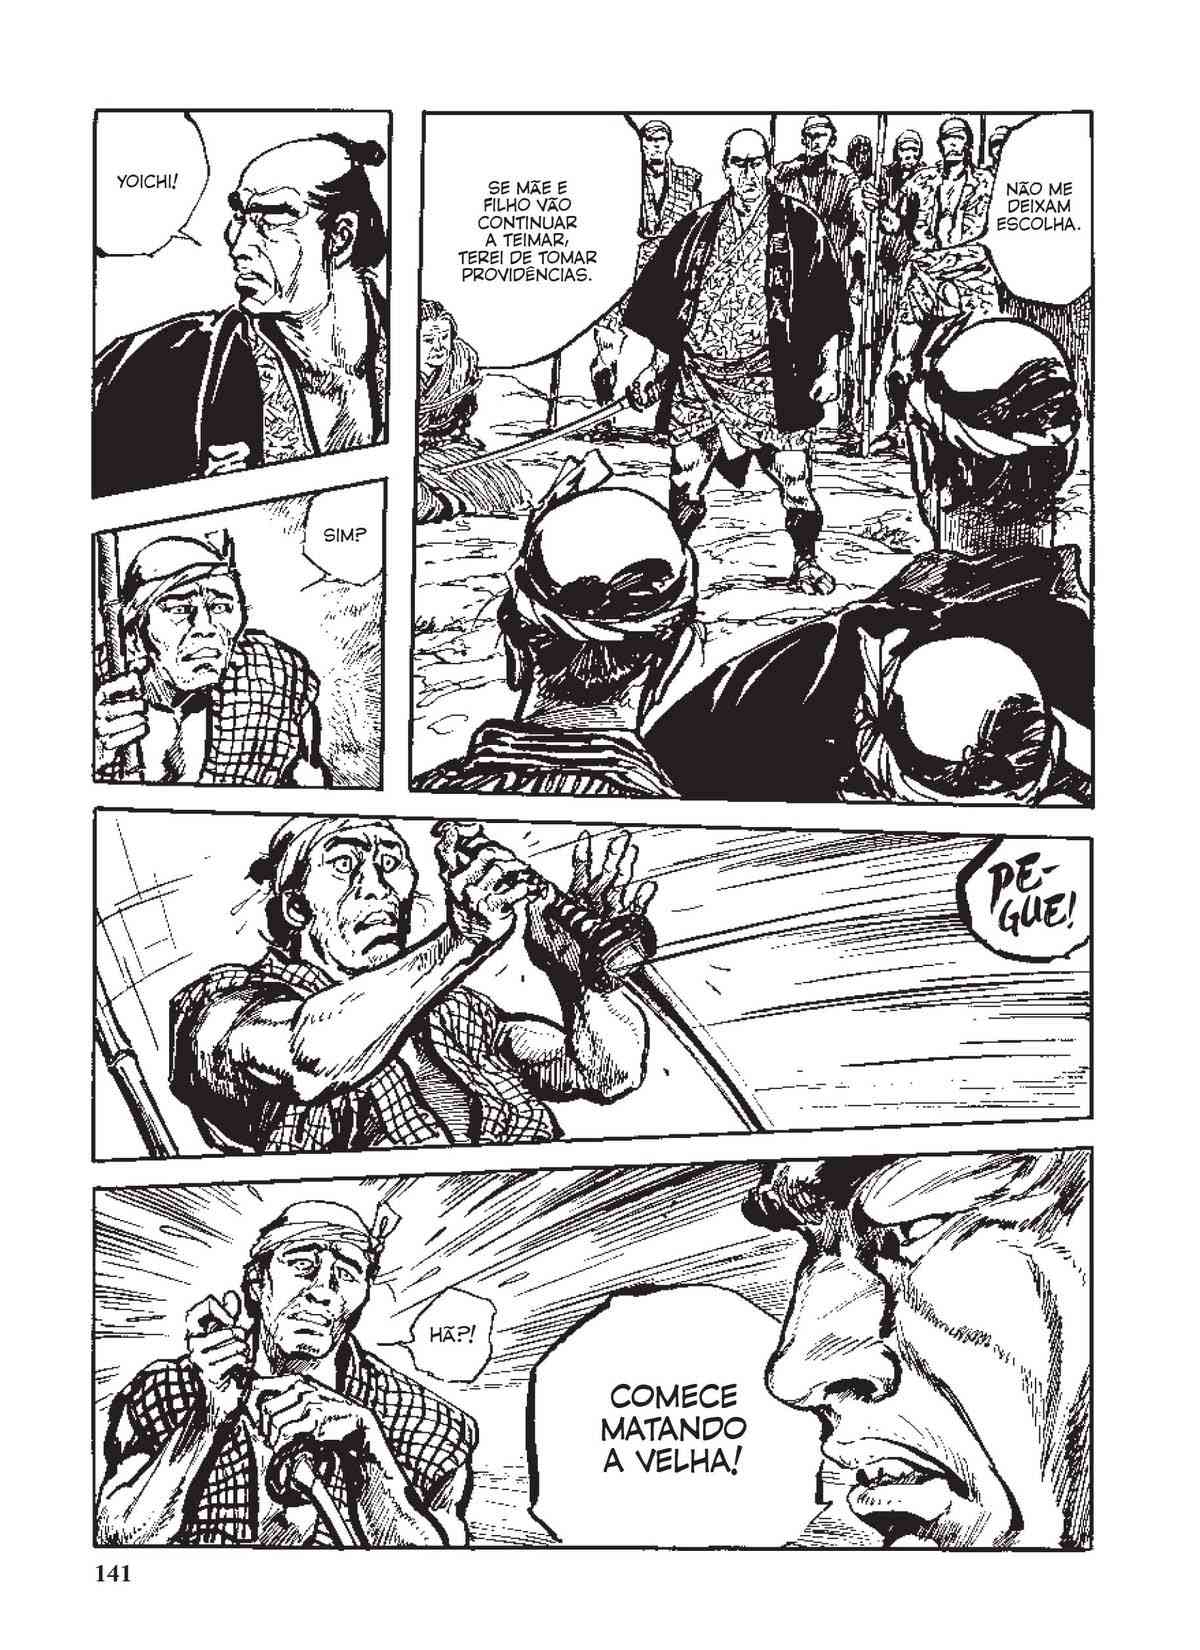 NÃO ME
DEIXAM
ESCOLHA.
SE MÃE E
FILHO VÃO
CONTINUAR
A TEIMAR,
TEREI DE TOMAR
PROVIDÊNCIAS.
YOICHI!
SIM?
PE-
GUE!
COMECE
MATANDO
A VELHA!
HÃ?!
141